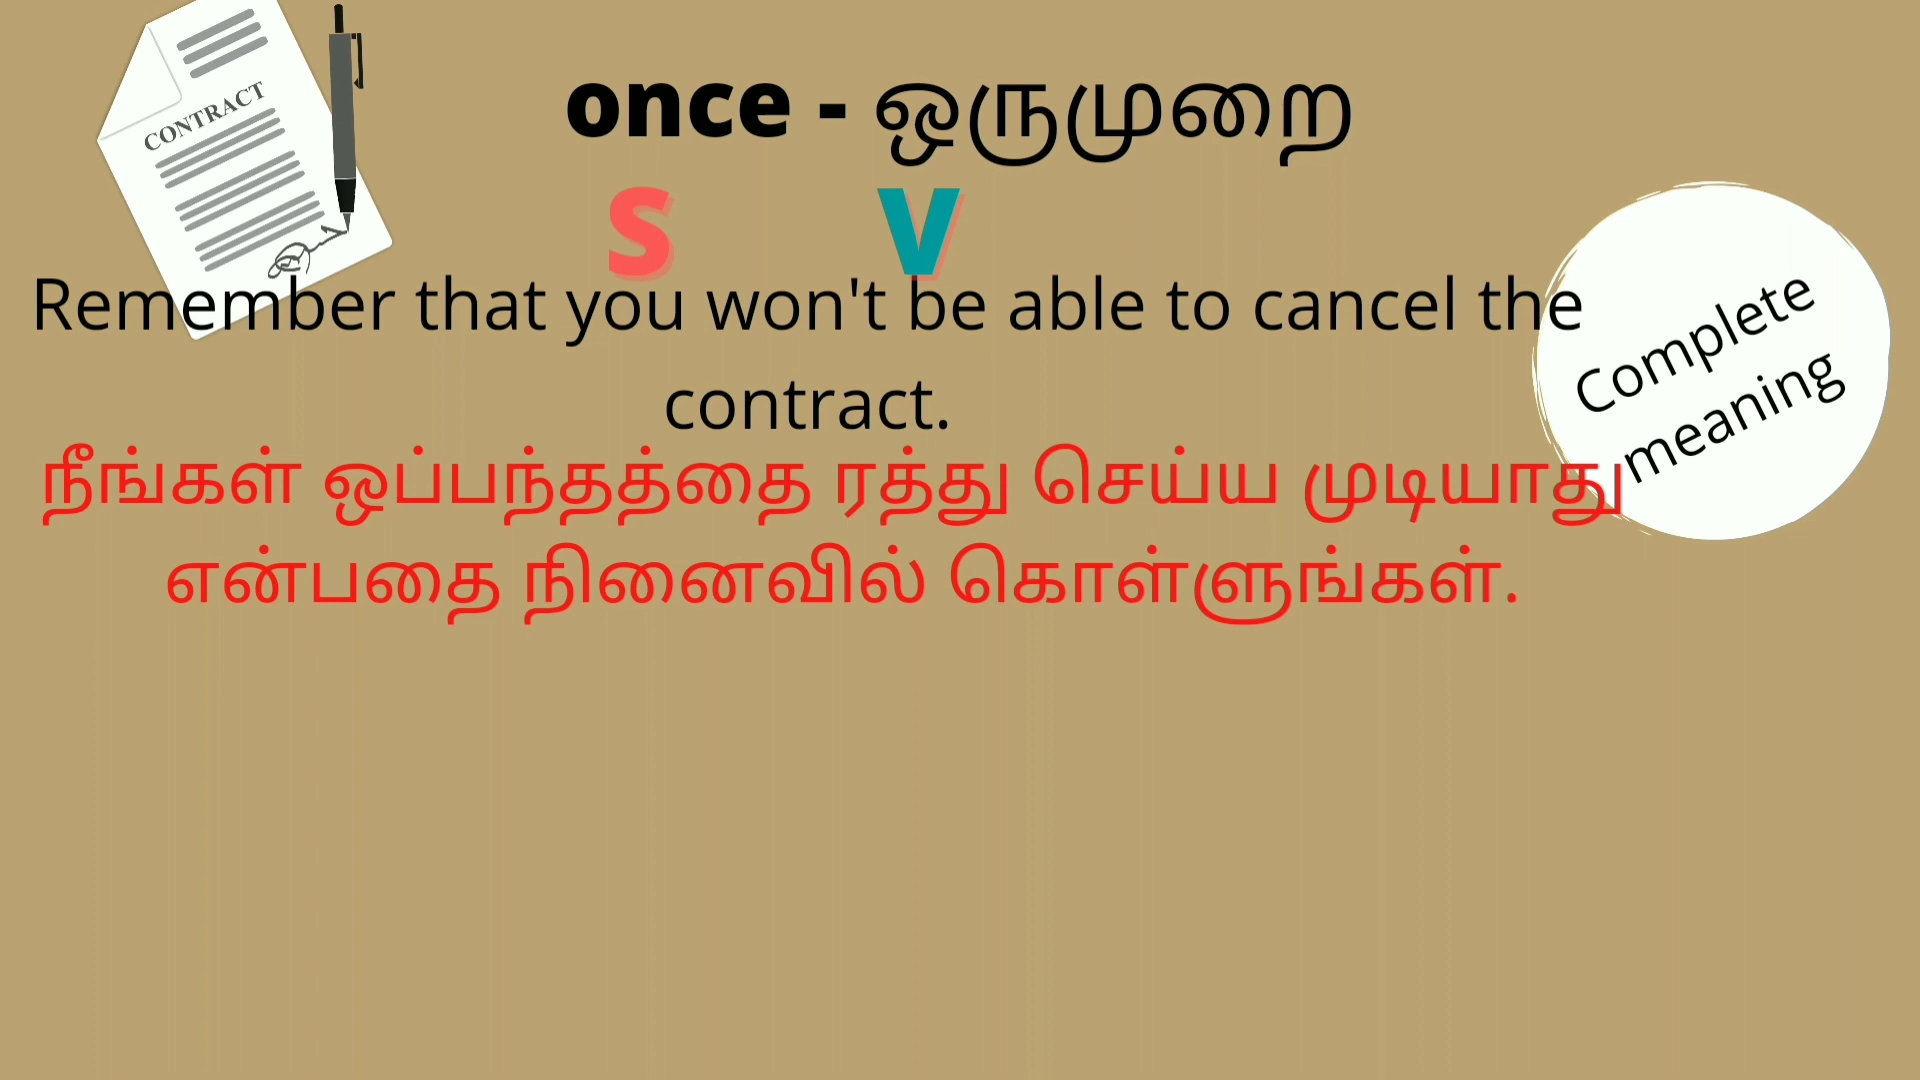 CONTRACT
once - ஒருமுறை
S V
Remember that you won't be able to cancel the
contract.
Complete
meaning
நீங்கள் ஒப்பந்தத்தை ரத்து செய்ய முடியாது
என்பதை நினைவில் கொள்ளுங்கள்.